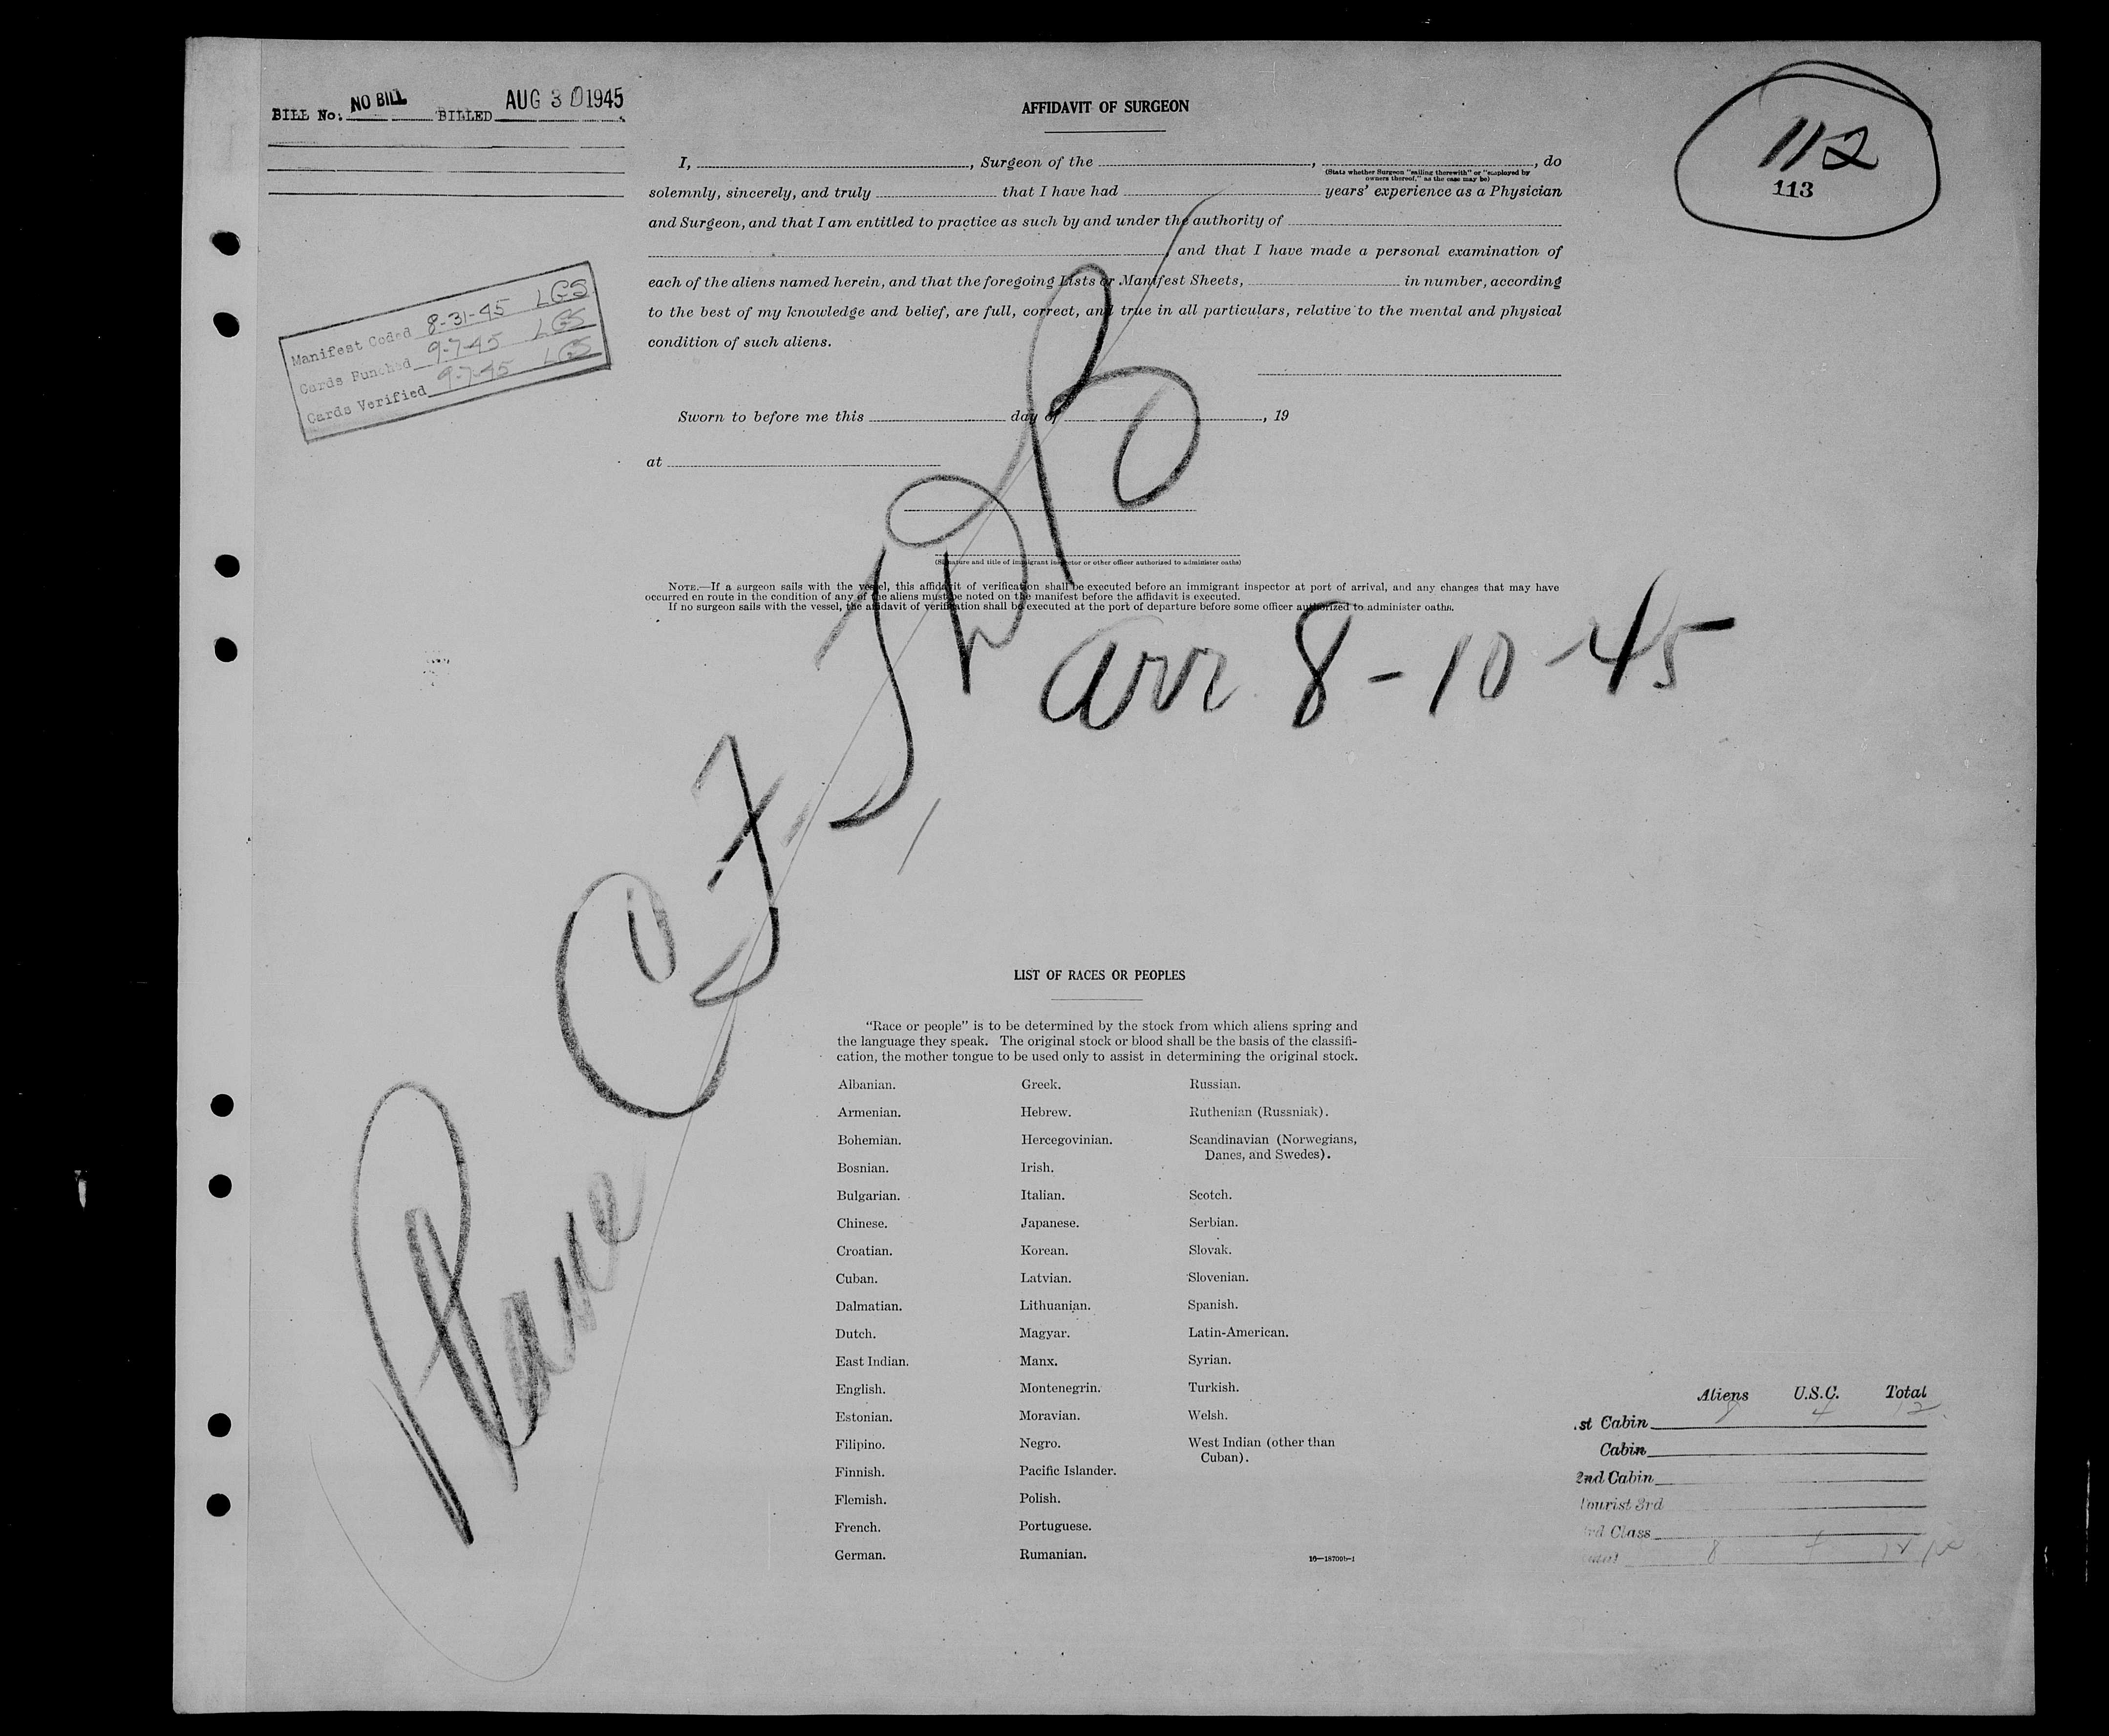 BILL No: NO BILL BILLED AUG 30 1945
AFFIDAVIT OF SURGEON
112
113
I, , Surgeon of the , , do
(State whether Surgeon "sailing therewith" or "employed by
owners thereof," as the case may be)
solemnly, sincerely, and truly that I have had years' experience as a Physician
and Surgeon, and that I am entitled to practice as such by and under the authority of
, and that I have made a personal examination of
each of the aliens named herein, and that the foregoing Lists or Manifest Sheets, in number, according
to the best of my knowledge and belief, are full, correct, and true in all particulars, relative to the mental and physical
condition of such aliens.
Manifest Coded 8-31-45 LGS
Cards Punched 9-7-45 LGS
Cards Verified 9-7-45 LGS
Sworn to before me this day of , 19
at
(Signature and title of immigrant inspector or other officer authorized to administer oaths)
NOTE.—If a surgeon sails with the vessel, this affidavit of verification shall be executed before an immigrant inspector at port of arrival, and any changes that may have
occurred en route in the condition of any of the aliens must be noted on the manifest before the affidavit is executed.
If no surgeon sails with the vessel, the affidavit of verification shall be executed at the port of departure before some officer authorized to administer oaths.
Plane
arr 8-10-45
LIST OF RACES OR PEOPLES
"Race or people" is to be determined by the stock from which aliens spring and
the language they speak. The original stock or blood shall be the basis of the classifi-
cation, the mother tongue to be used only to assist in determining the original stock.
Albanian. Greek. Russian.
Armenian. Hebrew. Ruthenian (Russniak).
Bohemian. Hercegovinian. Scandinavian (Norwegians,
Danes, and Swedes).
Bosnian. Irish.
Bulgarian. Italian. Scotch.
Chinese. Japanese. Serbian.
Croatian. Korean. Slovak.
Cuban. Latvian. Slovenian.
Dalmatian. Lithuanian. Spanish.
Dutch. Magyar. Latin-American.
East Indian. Manx. Syrian.
English. Montenegrin. Turkish.
Estonian. Moravian. Welsh.
Filipino. Negro. West Indian (other than
Cuban).
Finnish. Pacific Islander.
Flemish. Polish.
French. Portuguese.
German. Rumanian.
16—18700b-1
Aliens U.S.C. Total
st Cabin 8 4 12
Cabin
2nd Cabin
Tourist 3rd
rd Class
8 4 12